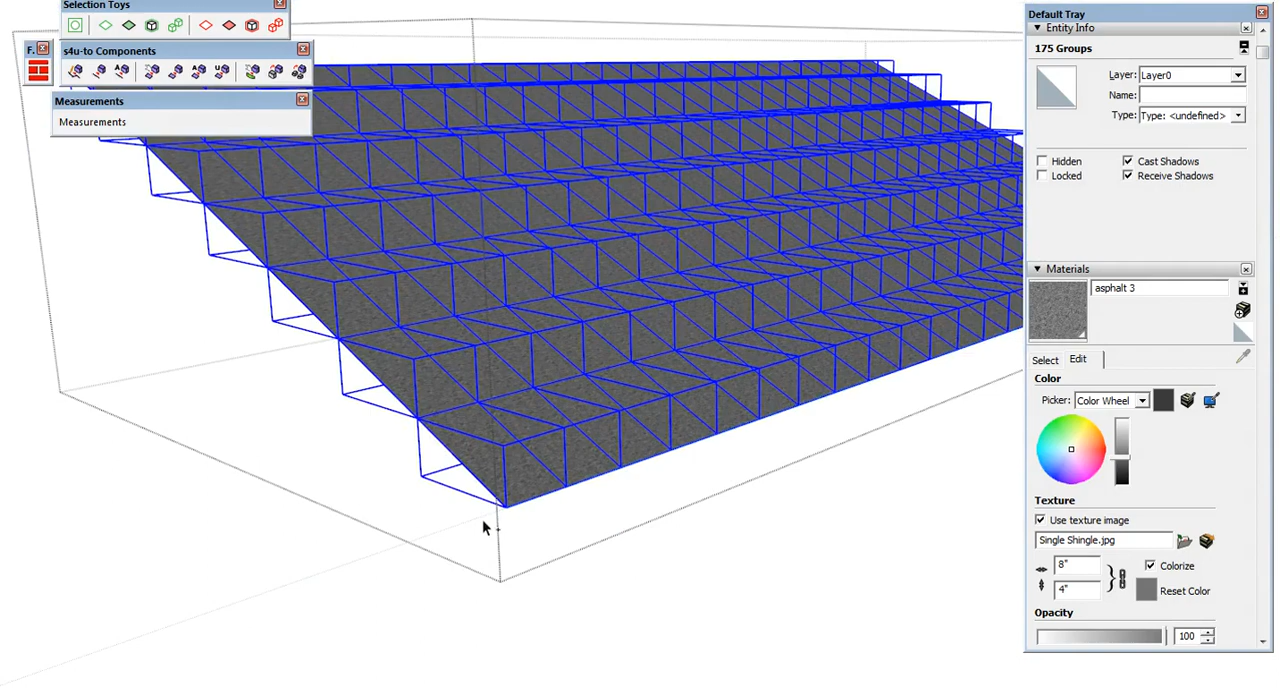 Selection Toys
F.
s4u-to Components
Measurements
Measurements
Default Tray
Entity Info
175 Groups
Layer: Layer0
Name:
Type: Type: <undefined>
Hidden
Cast Shadows
Locked
Receive Shadows
Materials
asphalt 3
Select
Edit
Color
Picker: Color Wheel
Texture
Use texture image
Single Shingle.jpg
8"
Colorize
4"
Reset Color
Opacity
100